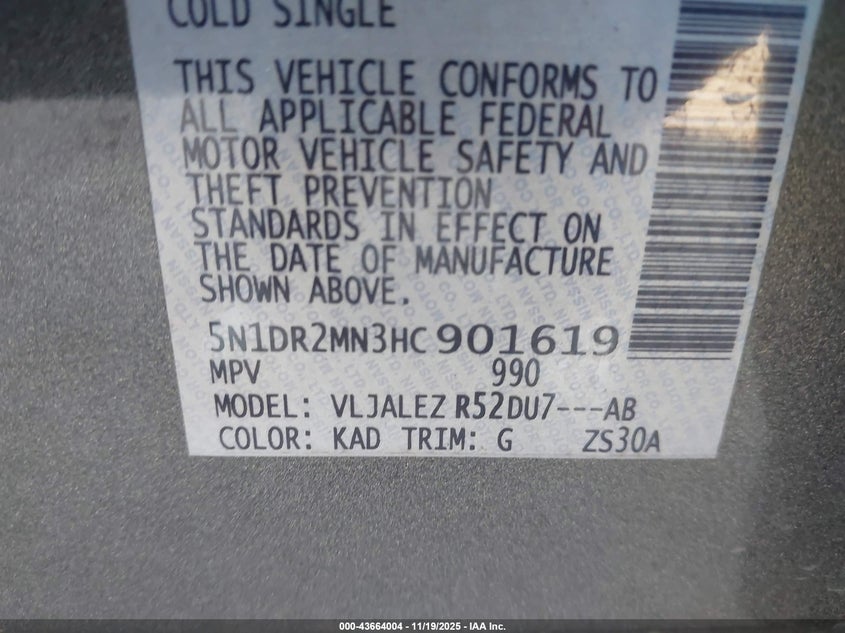 COLD SINGLE
THIS VEHICLE CONFORMS TO
ALL APPLICABLE FEDERAL
MOTOR VEHICLE SAFETY AND
THEFT PREVENTION
STANDARDS IN EFFECT ON
THE DATE OF MANUFACTURE
SHOWN ABOVE.
5N1DR2MN3HC901619
MPV 990
MODEL: VLJALEZ R52DU7---AB
COLOR: KAD TRIM: G ZS30A
000-43664004 - 11/19/2025 - IAA Inc.